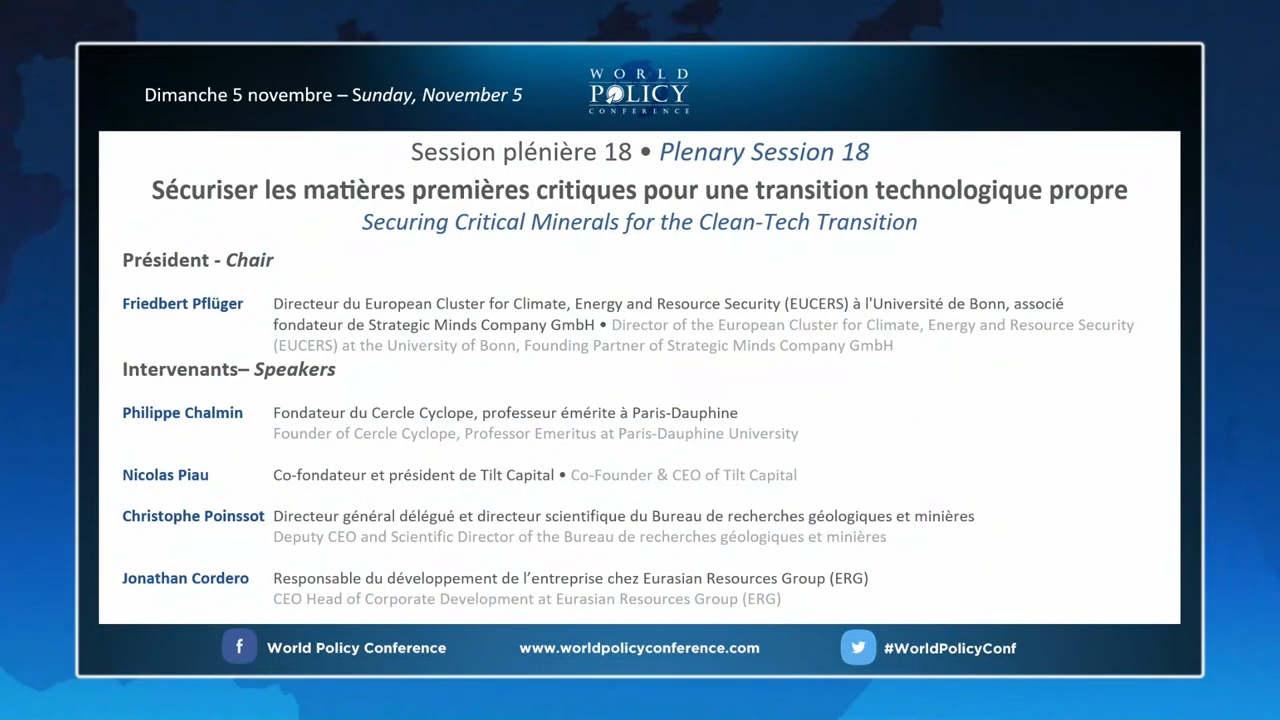 Dimanche 5 novembre – Sunday, November 5
WORLD
POLICY
CONFERENCE
Session plénière 18 • Plenary Session 18
Sécuriser les matières premières critiques pour une transition technologique propre
Securing Critical Minerals for the Clean-Tech Transition
Président - Chair
Friedbert Pflüger Directeur du European Cluster for Climate, Energy and Resource Security (EUCERS) à l'Université de Bonn, associé
fondateur de Strategic Minds Company GmbH • Director of the European Cluster for Climate, Energy and Resource Security
(EUCERS) at the University of Bonn, Founding Partner of Strategic Minds Company GmbH
Intervenants– Speakers
Philippe Chalmin Fondateur du Cercle Cyclope, professeur émérite à Paris-Dauphine
Founder of Cercle Cyclope, Professor Emeritus at Paris-Dauphine University
Nicolas Piau Co-fondateur et président de Tilt Capital • Co-Founder & CEO of Tilt Capital
Christophe Poinssot Directeur général délégué et directeur scientifique du Bureau de recherches géologiques et minières
Deputy CEO and Scientific Director of the Bureau de recherches géologiques et minières
Jonathan Cordero Responsable du développement de l’entreprise chez Eurasian Resources Group (ERG)
CEO Head of Corporate Development at Eurasian Resources Group (ERG)
f World Policy Conference www.worldpolicyconference.com #WorldPolicyConf